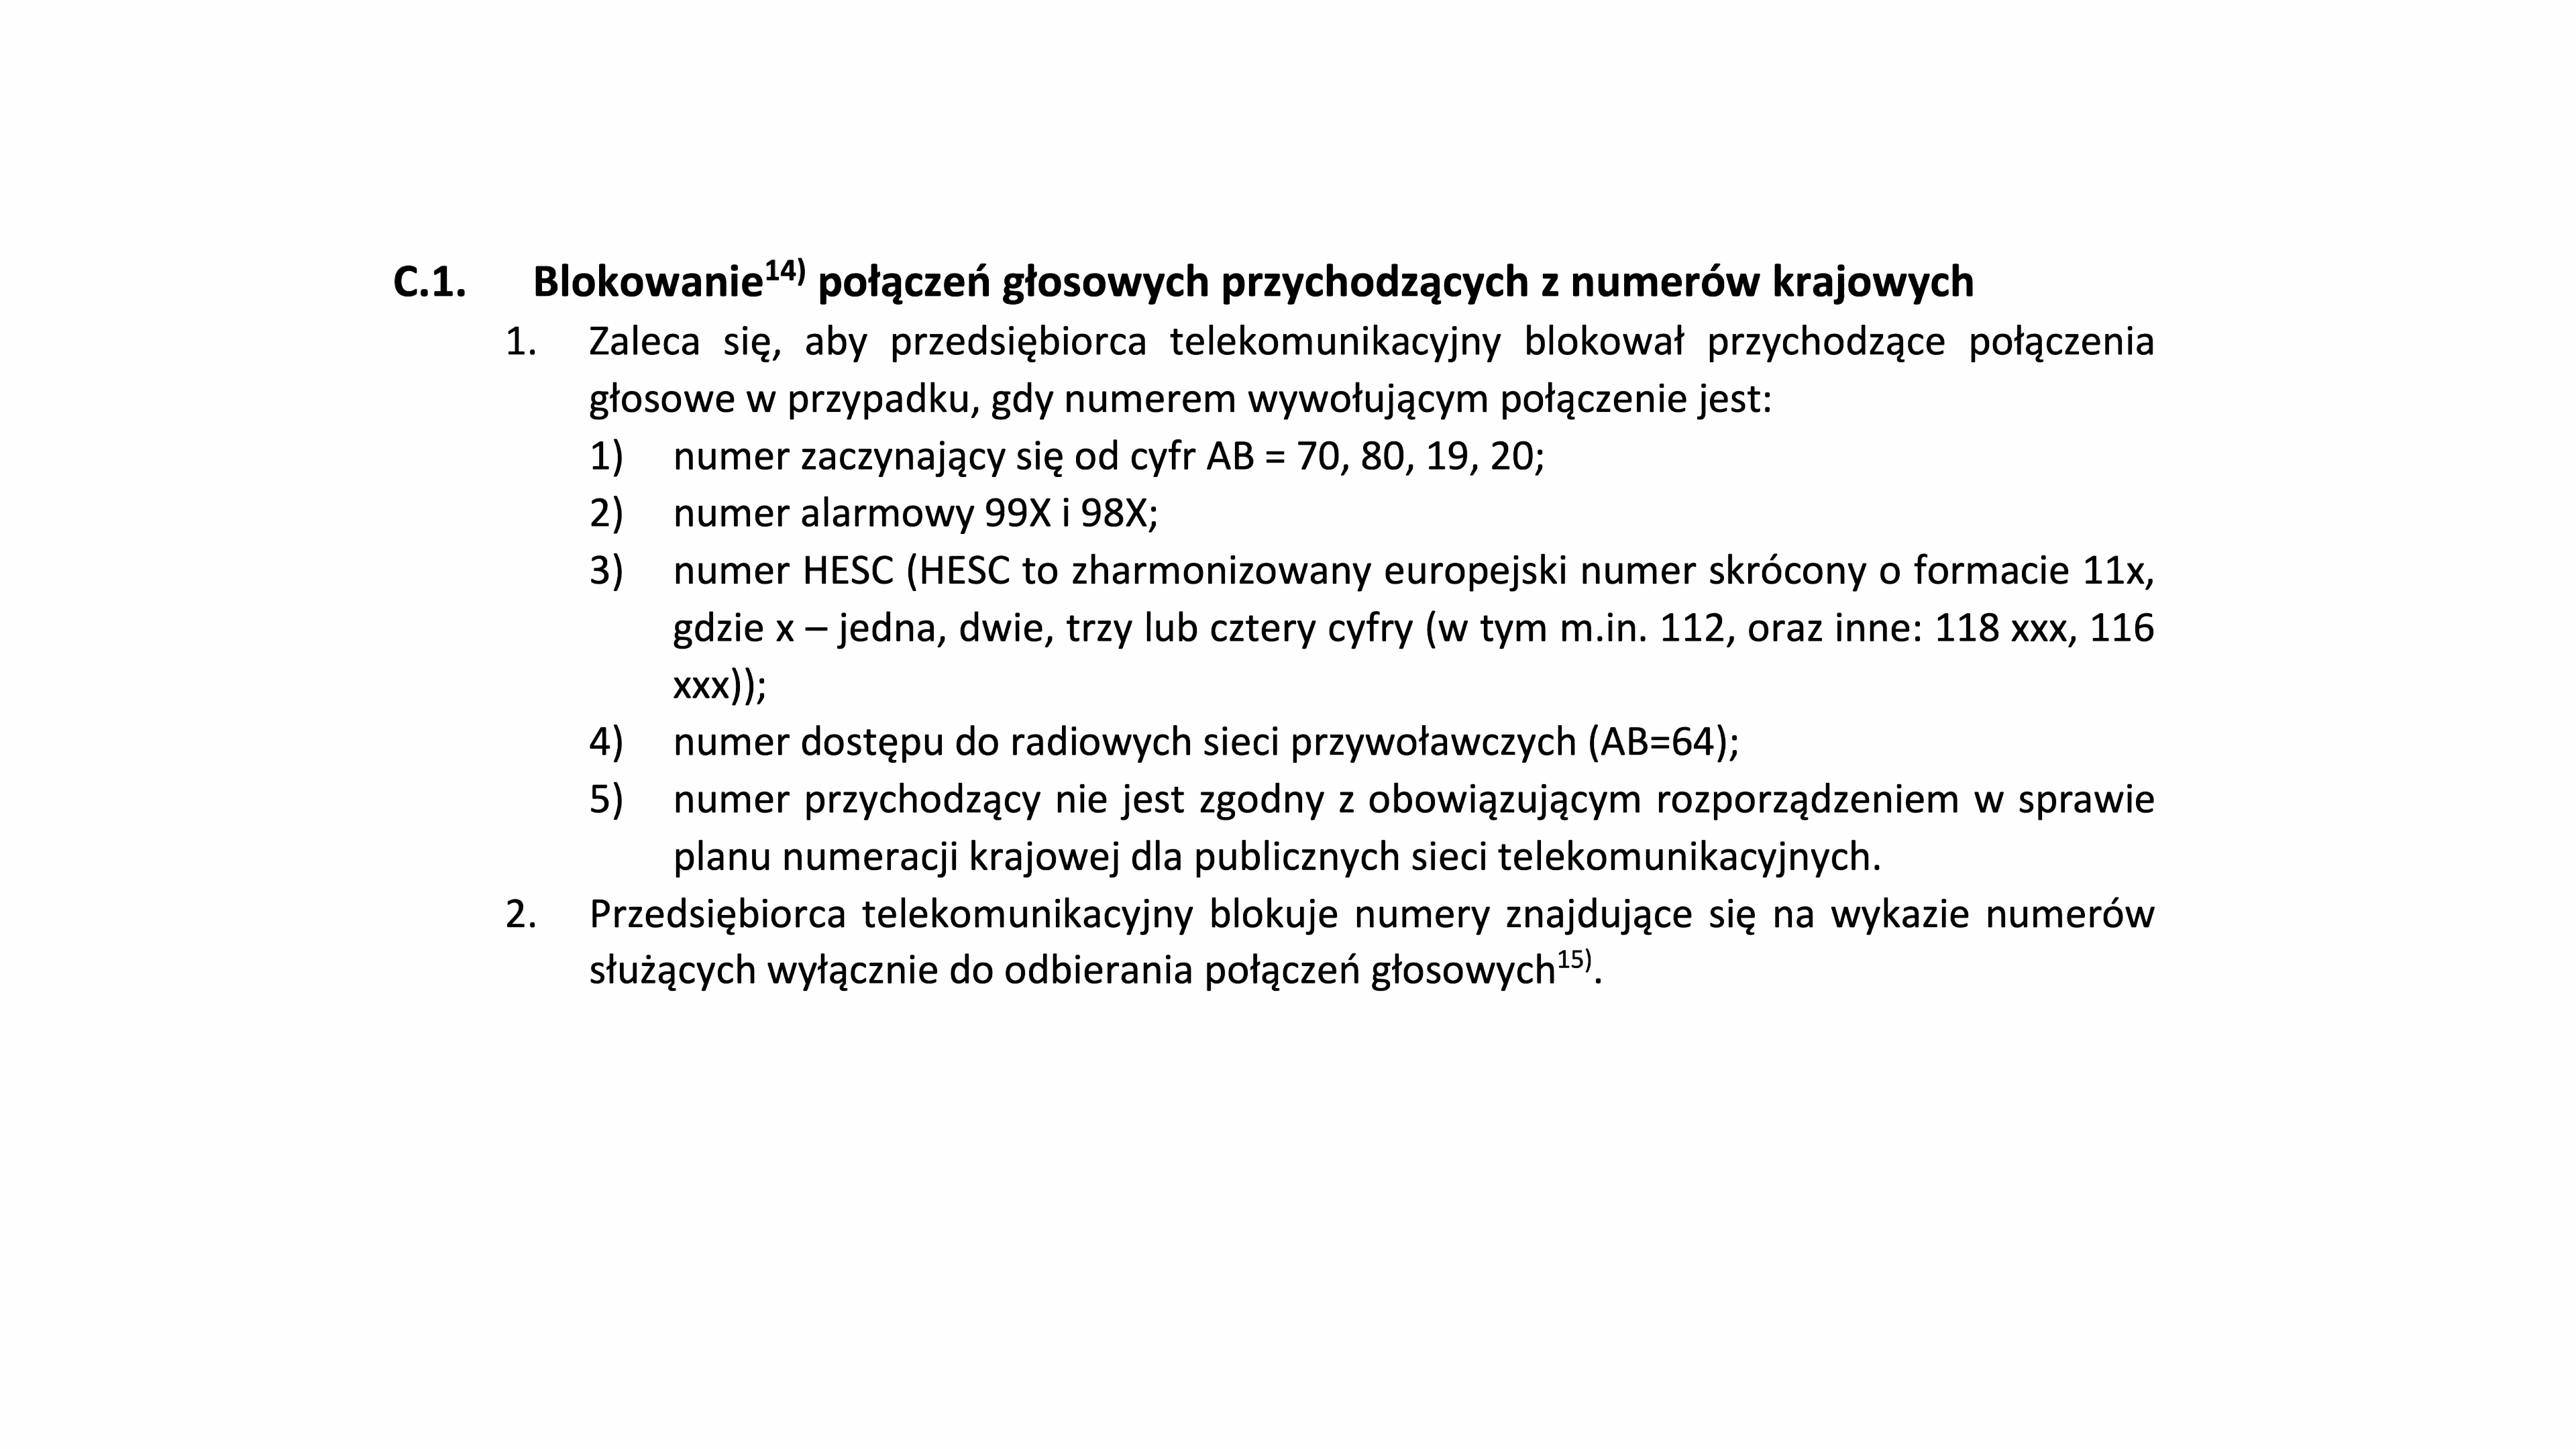 C.1. Blokowanie14) połączeń głosowych przychodzących z numerów krajowych
1. Zaleca się, aby przedsiębiorca telekomunikacyjny blokował przychodzące połączenia
głosowe w przypadku, gdy numerem wywołującym połączenie jest:
1) numer zaczynający się od cyfr AB = 70, 80, 19, 20;
2) numer alarmowy 99X i 98X;
3) numer HESC (HESC to zharmonizowany europejski numer skrócony o formacie 11x,
gdzie x – jedna, dwie, trzy lub cztery cyfry (w tym m.in. 112, oraz inne: 118 xxx, 116
xxx));
4) numer dostępu do radiowych sieci przywoławczych (AB=64);
5) numer przychodzący nie jest zgodny z obowiązującym rozporządzeniem w sprawie
planu numeracji krajowej dla publicznych sieci telekomunikacyjnych.
2. Przedsiębiorca telekomunikacyjny blokuje numery znajdujące się na wykazie numerów
służących wyłącznie do odbierania połączeń głosowych15).